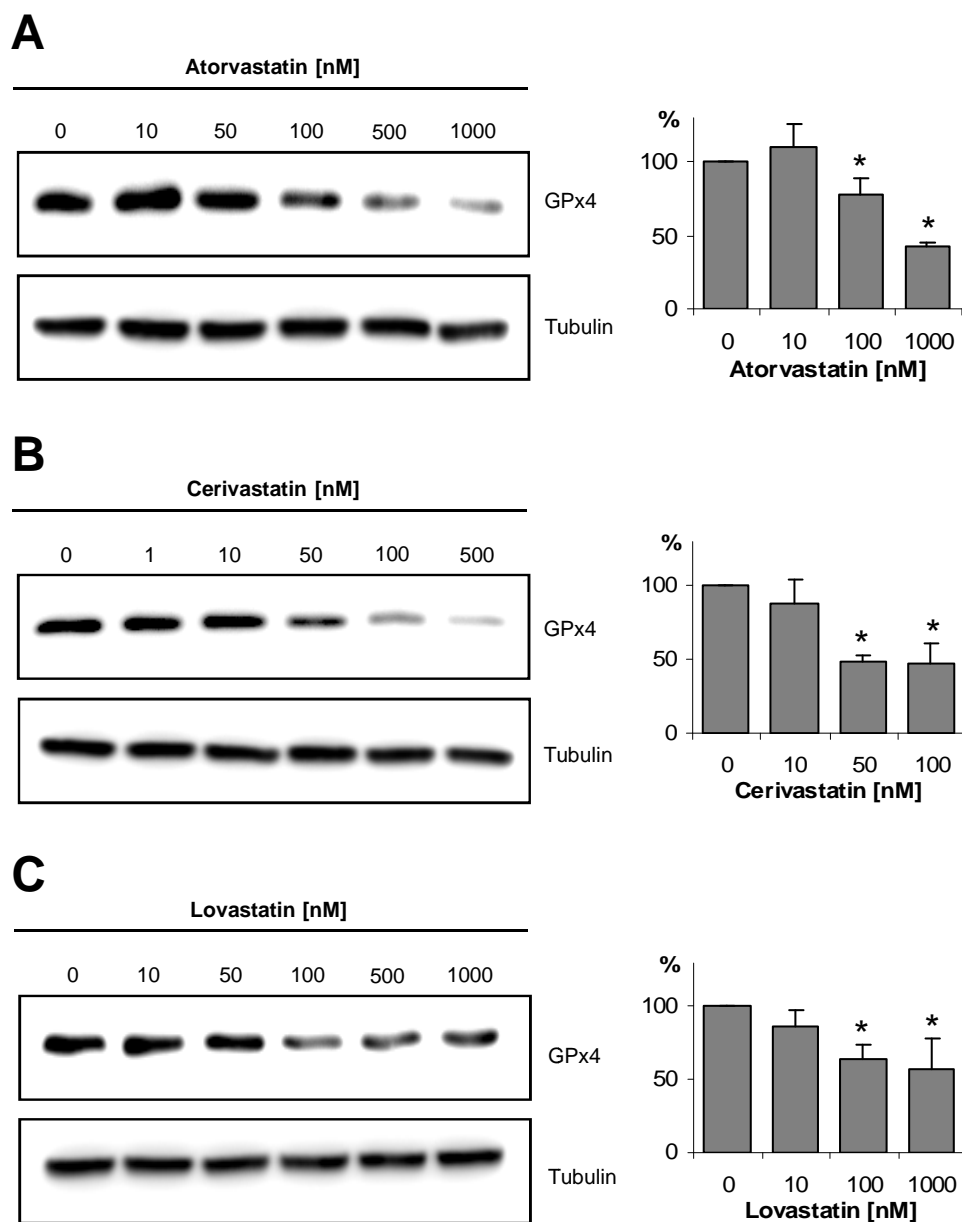 A
Atorvastatin [nM]
0 10 50 100 500 1000
GPx4
Tubulin
%
100
50
0
* *
0 10 100 1000
Atorvastatin [nM]
B
Cerivastatin [nM]
0 1 10 50 100 500
GPx4
Tubulin
%
100
50
0
* *
0 10 50 100
Cerivastatin [nM]
C
Lovastatin [nM]
0 10 50 100 500 1000
GPx4
Tubulin
%
100
50
0
* *
0 10 100 1000
Lovastatin [nM]